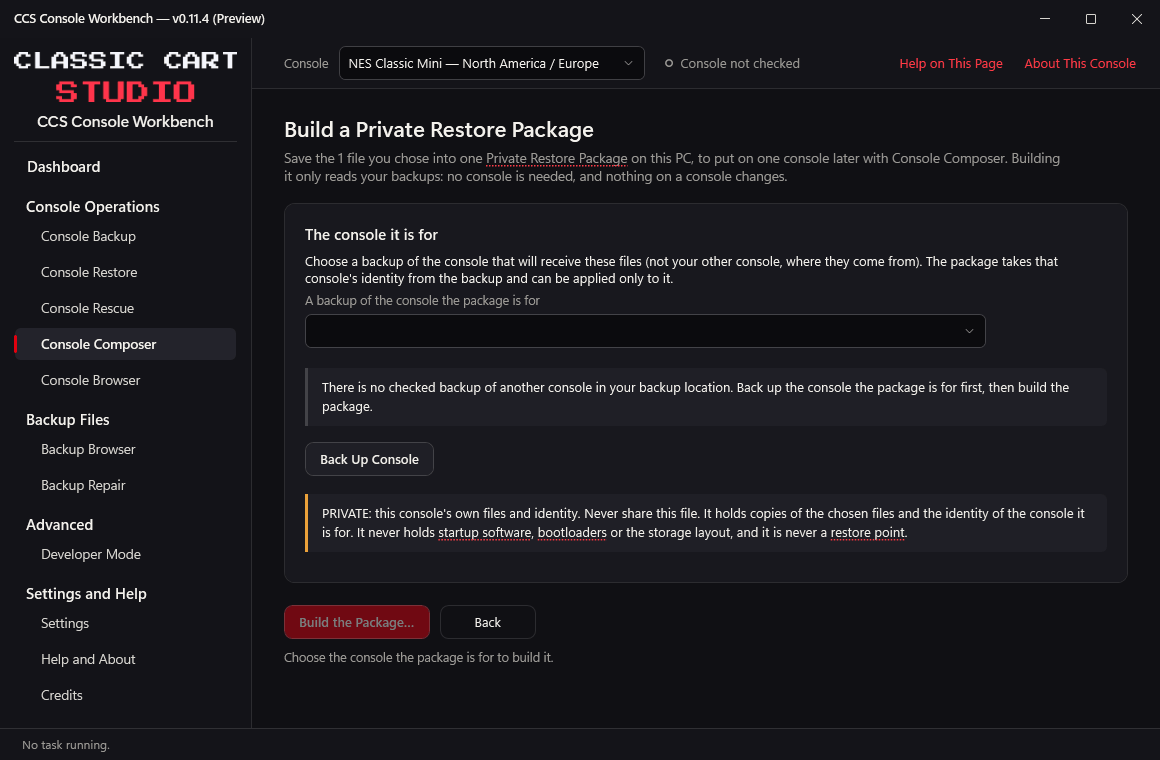 CCS Console Workbench — v0.11.4 (Preview)
CLASSIC CART
STUDIO
CCS Console Workbench
Dashboard
Console Operations
Console Backup
Console Restore
Console Rescue
Console Composer
Console Browser
Backup Files
Backup Browser
Backup Repair
Advanced
Developer Mode
Settings and Help
Settings
Help and About
Credits
Console
NES Classic Mini — North America / Europe
Console not checked
Help on This Page
About This Console
Build a Private Restore Package
Save the 1 file you chose into one Private Restore Package on this PC, to put on one console later with Console Composer. Building
it only reads your backups: no console is needed, and nothing on a console changes.
The console it is for
Choose a backup of the console that will receive these files (not your other console, where they come from). The package takes that
console's identity from the backup and can be applied only to it.
A backup of the console the package is for
There is no checked backup of another console in your backup location. Back up the console the package is for first, then build the
package.
Back Up Console
PRIVATE: this console's own files and identity. Never share this file. It holds copies of the chosen files and the identity of the console it
is for. It never holds startup software, bootloaders or the storage layout, and it is never a restore point.
Build the Package...
Back
Choose the console the package is for to build it.
No task running.